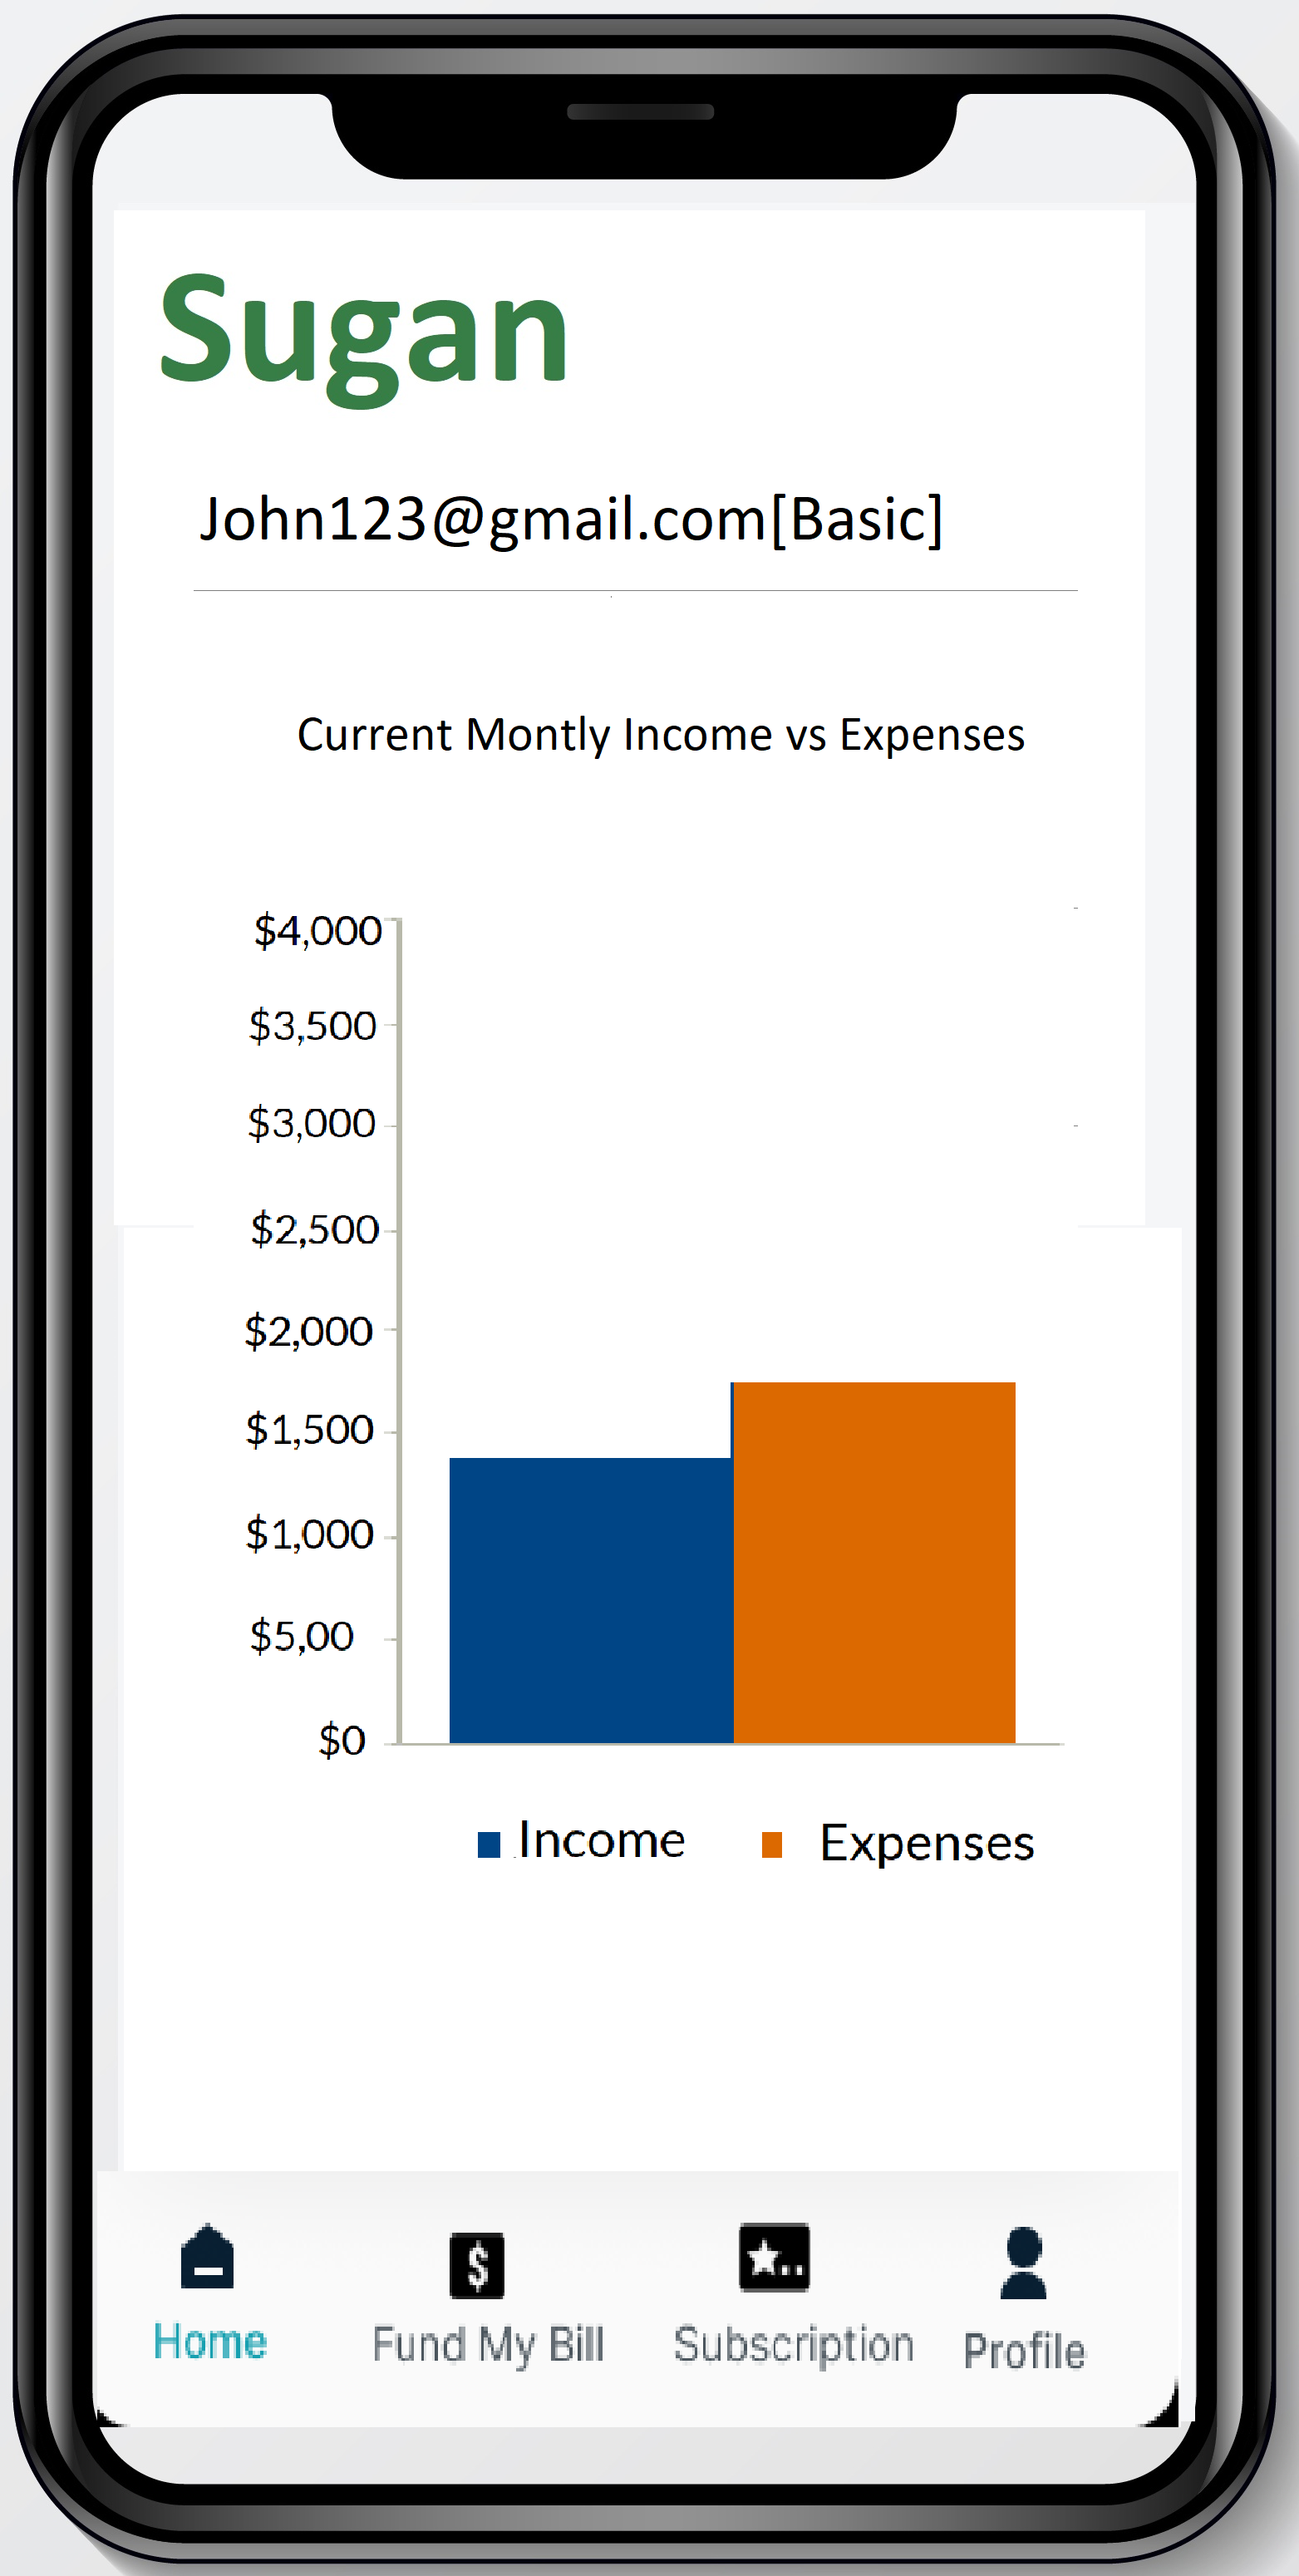 Sugan
John123@gmail.com[Basic]
Current Montly Income vs Expenses
$4,000
$3,500
$3,000
$2,500
$2,000
$1,500
$1,000
$5,00
$0
Income Expenses
$
Home Fund My Bill Subscription Profile